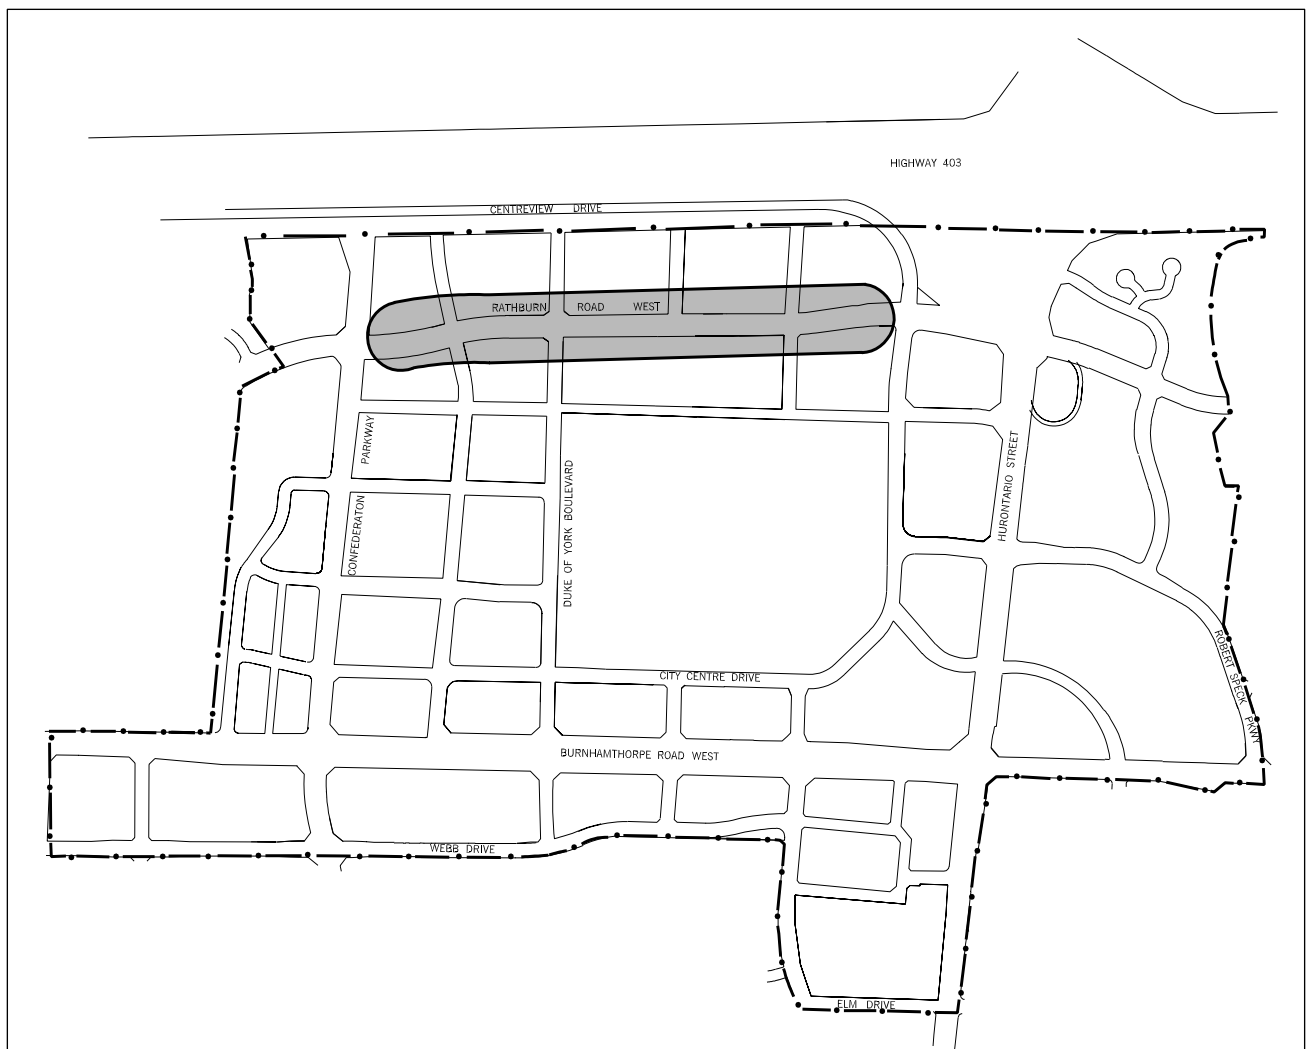 HIGHWAY 403
CENTREVIEW DRIVE
RATHBURN ROAD WEST
PARKWAY
CONFEDERATON
DUKE OF YORK BOULEVARD
HURONTARIO STREET
ROBERT SPECK PKWY
CITY CENTRE DRIVE
BURNHAMTHORPE ROAD WEST
WEBB DRIVE
ELM DRIVE